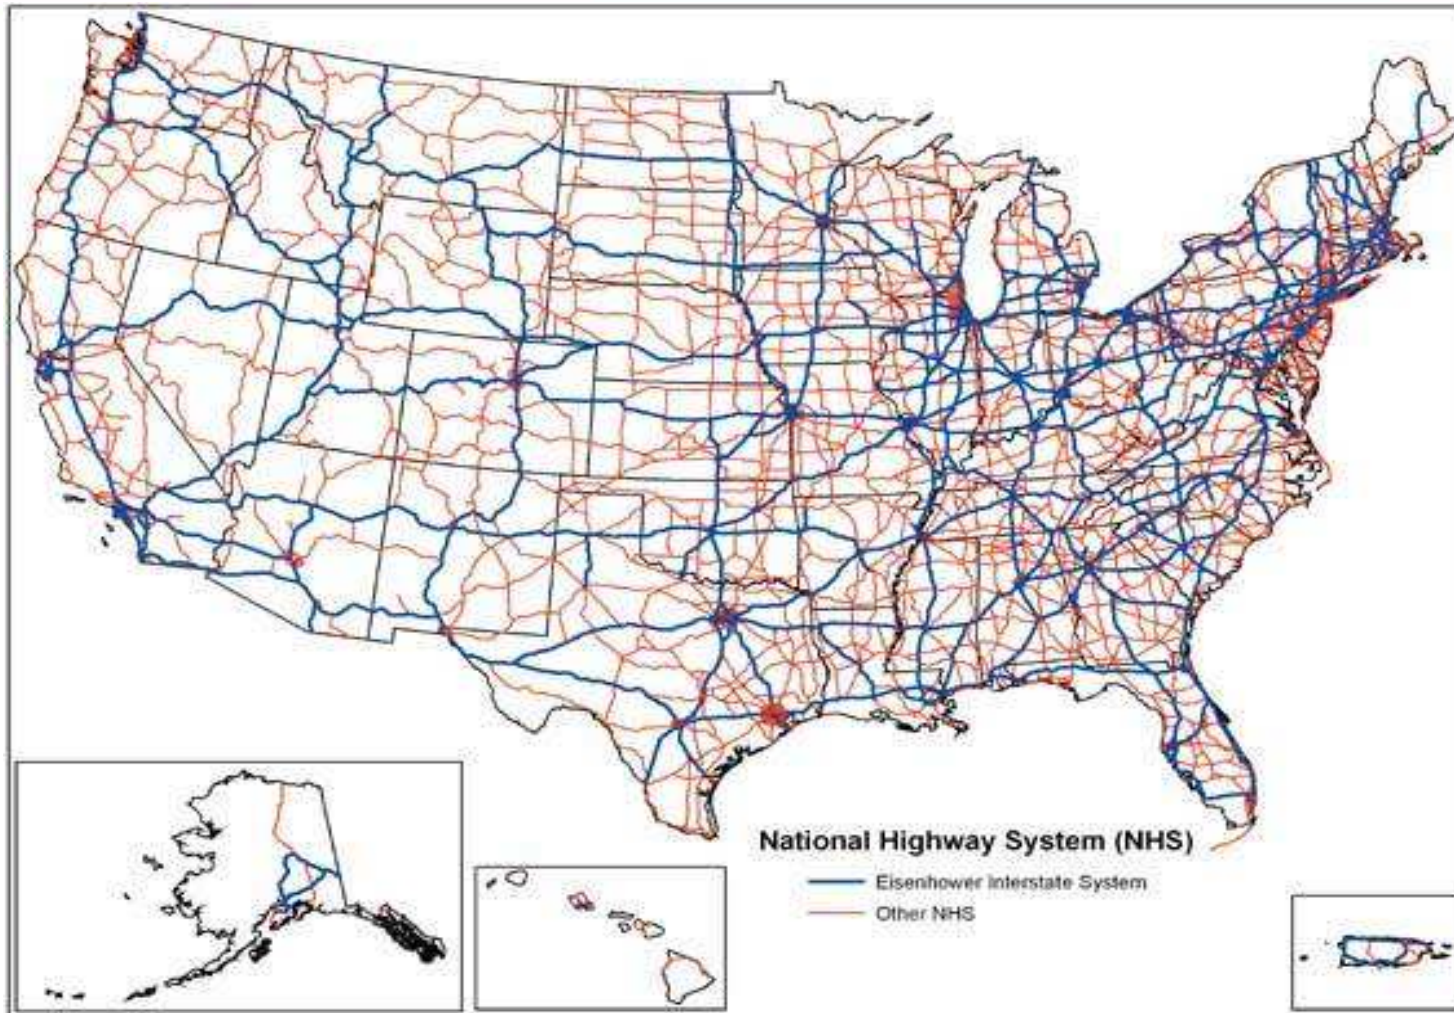 National Highway System (NHS)
Eisenhower Interstate System
Other NHS